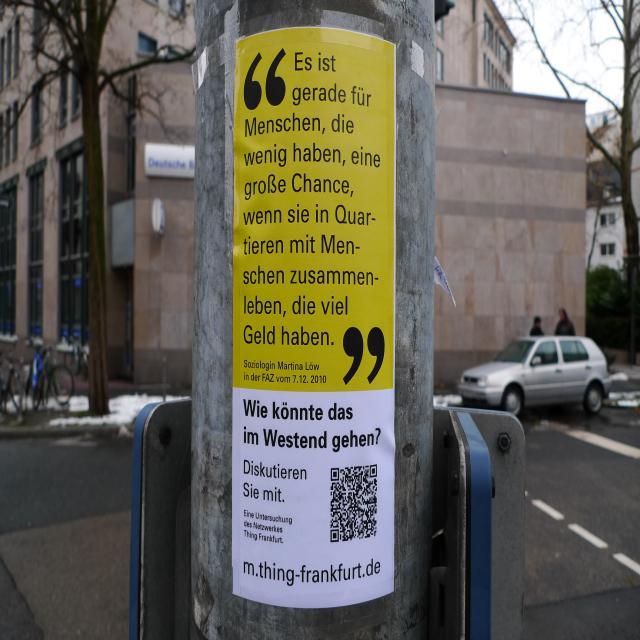 “ Es ist
gerade für
Menschen, die
wenig haben, eine
große Chance,
wenn sie in Quar-
tieren mit Men-
schen zusammen-
leben, die viel
Geld haben. ”
Soziologin Martina Löw
in der FAZ vom 7.12. 2010
Wie könnte das
im Westend gehen?
Diskutieren
Sie mit.
Eine Untersuchung
des Netzwerkes
Thing Frankfurt.
m.thing-frankfurt.de
Deutsche